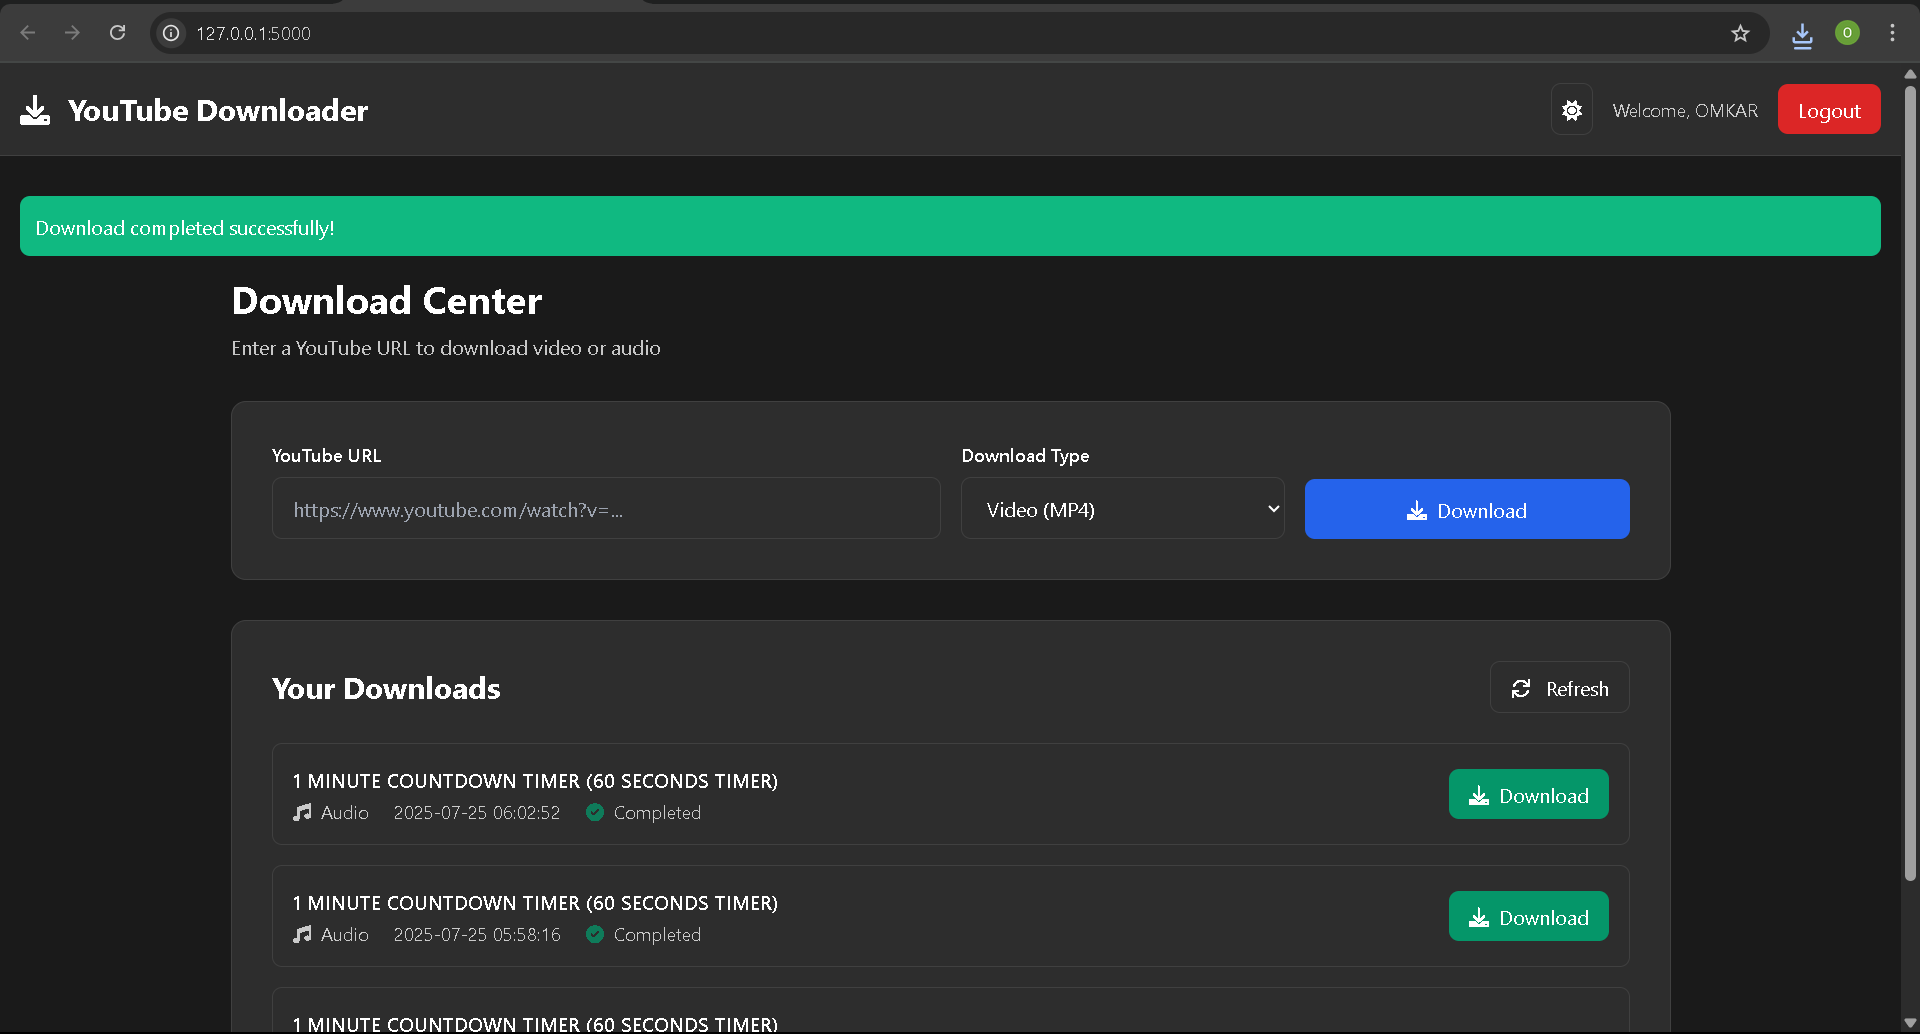 127.0.0.1:5000
O
YouTube Downloader
Welcome, OMKAR
Logout
Download completed successfully!
Download Center
Enter a YouTube URL to download video or audio
YouTube URL
Download Type
https://www.youtube.com/watch?v=...
Video (MP4)
Download
Your Downloads
Refresh
1 MINUTE COUNTDOWN TIMER (60 SECONDS TIMER)
Audio 2025-07-25 06:02:52 Completed
Download
1 MINUTE COUNTDOWN TIMER (60 SECONDS TIMER)
Audio 2025-07-25 05:58:16 Completed
Download
1 MINUTE COUNTDOWN TIMER (60 SECONDS TIMER)